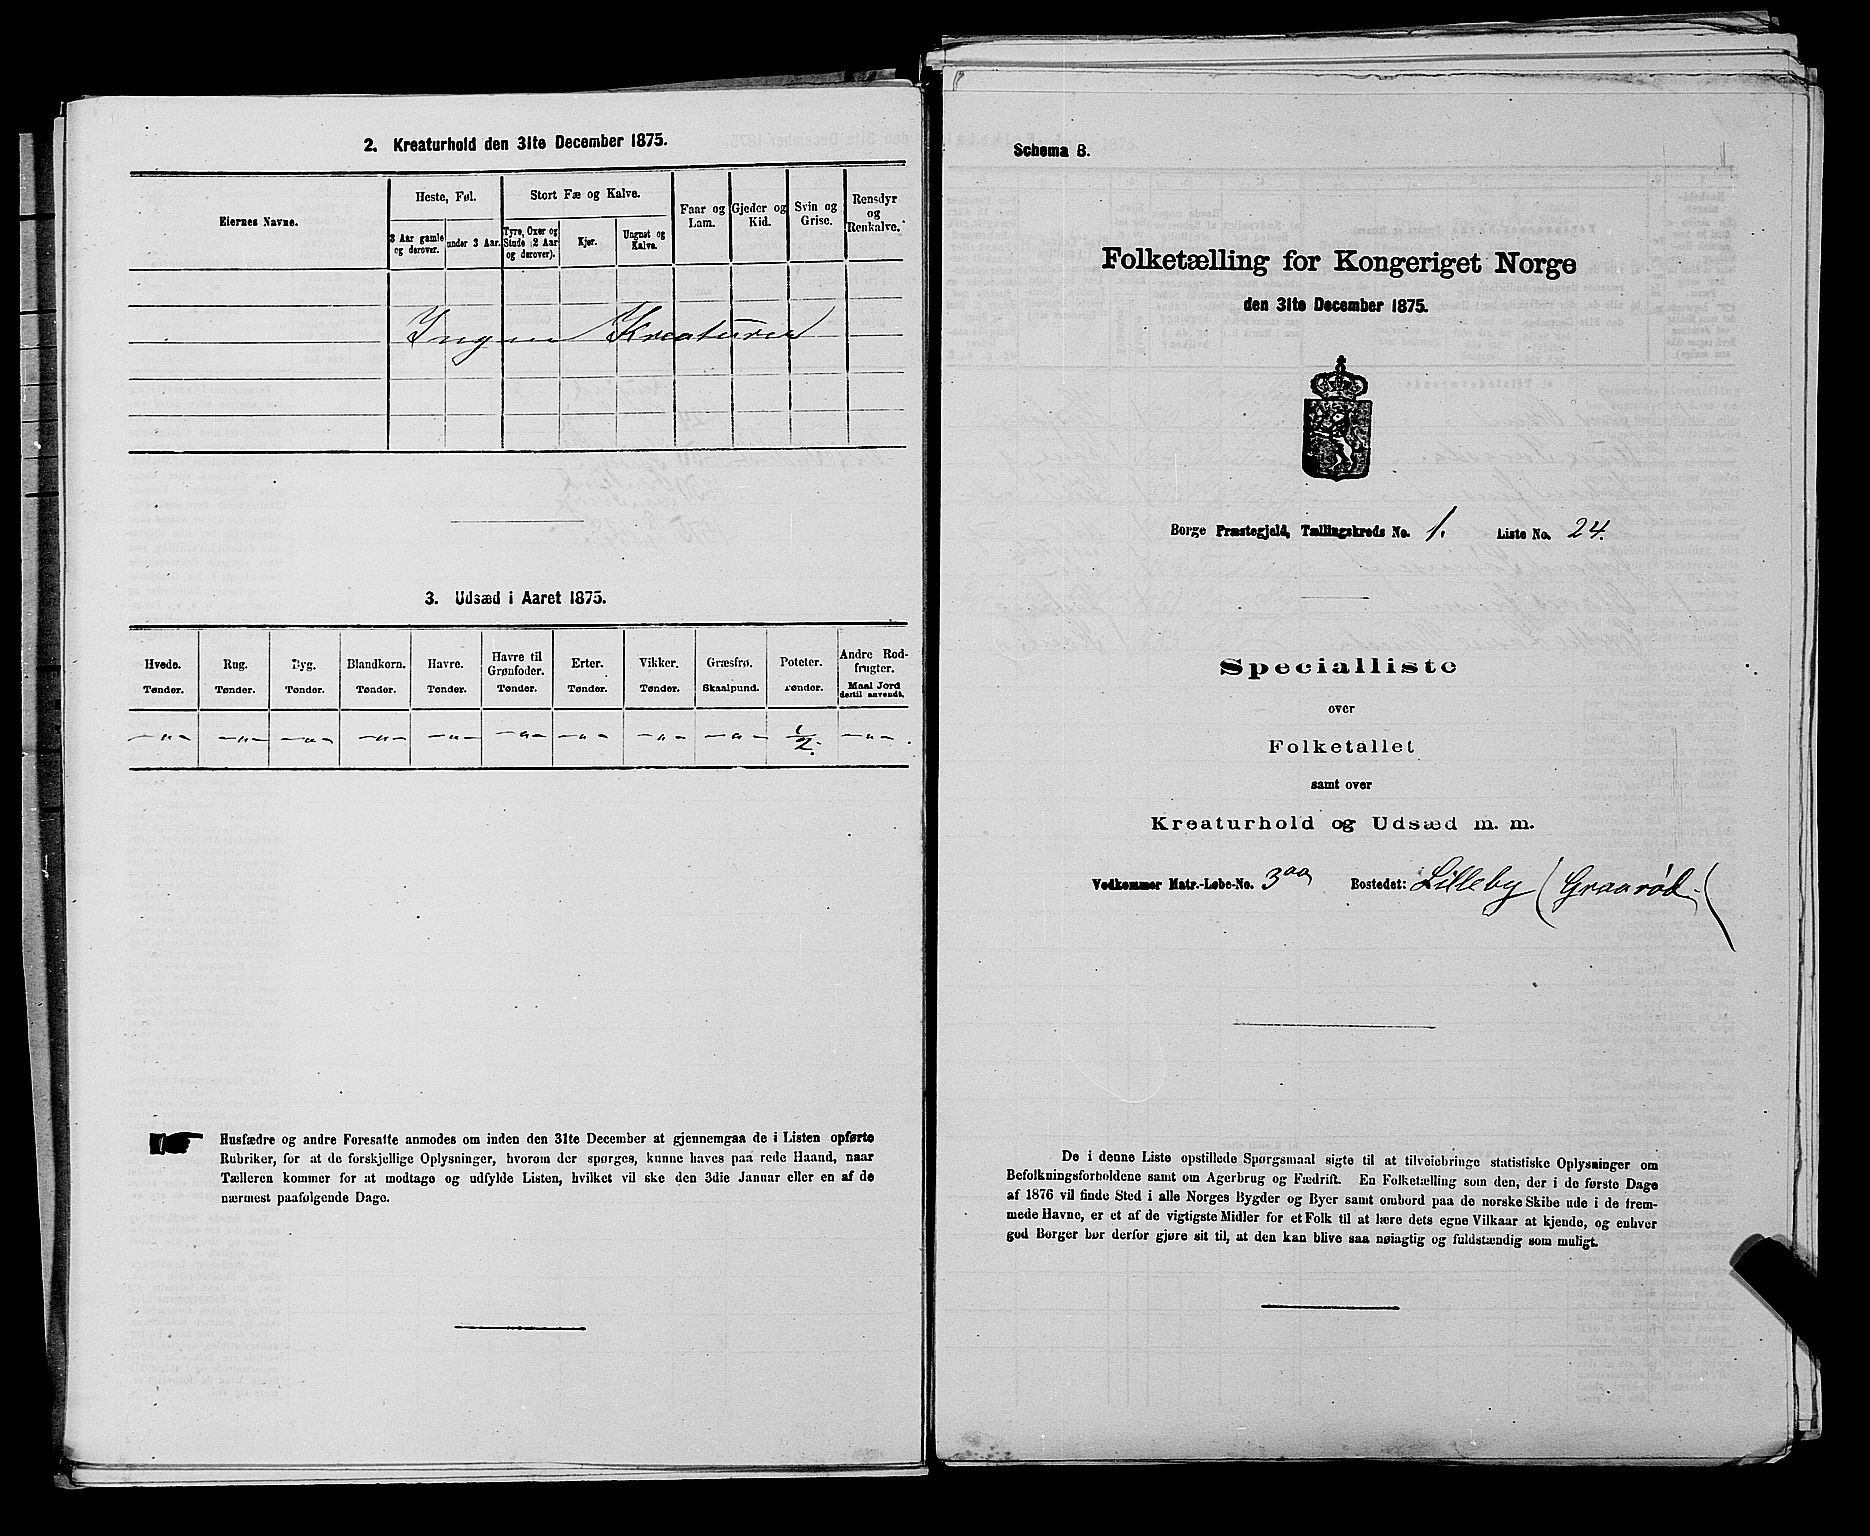 2. Kreaturhold den 31te December 1875.
Eiernes Navne.
Heste, Føl.
Stort Fæ og Kalve.
Faar og Lam.
Gjeder og Kid.
Svin og Grise.
Rensdyr og Renkalve.
3 Aar gamle og derover.
under 3 Aar.
Tyre, Oxer og Stude (2 Aar og derover).
Kjør.
Ungnøt og Kalve.
Ingen Kreaturer
3. Udsæd i Aaret 1875.
Hvede. Rug. Byg. Blandkorn. Havre. Havre til Grønfoder. Erter. Vikker. Græsfrø. Poteter. Andre Rodfrugter.
Tønder. Tønder. Tønder. Tønder. Tønder. Tønder. Tønder. Tønder. Skaalpund. Tønder. Maal Jord dertil anvendt.
–„– –„– –„– –„– –„– –„– –„– –„– –„– 1/2. –„–.
Husfædre og andre Foresatte anmodes om inden den 31te December at gjennemgaa de i Listen opførte
Rubriker, for at de forskjellige Oplysninger, hvorom der spørges, kunne haves paa rede Haand, naar
Tælleren kommer for at modtage og udfylde Listen, hvilket vil ske den 3die Januar eller en af de
nærmest paafølgende Dage.
Schema 8.
Folketælling for Kongeriget Norge
den 31te December 1875.
Borge Præstegjeld, Tællingskreds No. 1. Liste No. 24.
Specialliste
over
Folketallet
samt over
Kreaturhold og Udsæd m. m.
Vedkommer Matr.-Løbe-No. 3aa Bostedet: Lilleby (Graarød)
De i denne Liste opstillede Spørgsmaal sigte til at tilveiebringe statistiske Oplysninger om
Befolkningsforholdene samt om Agerbrug og Fædrift. En Folketælling som den, der i de første Dage
af 1876 vil finde Sted i alle Norges Bygder og Byer samt ombord paa de norske Skibe ude i de frem-
mede Havne, er et af de vigtigste Midler for et Folk til at lære dets egne Vilkaar at kjende, og enhver
god Borger bør derfor gjøre sit til, at den kan blive saa nøiagtig og fuldstændig som muligt.